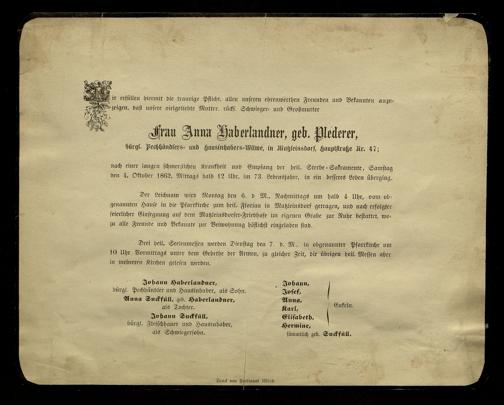 Wir erfüllen hiermit die traurige Pflicht, allen unseren ehrenwerthen Freunden und Bekannten anzu-
zeigen, daß unsere vielgeliebte Mutter, rückf. Schwieger- und Großmutter
Frau Anna Haberlandner, geb. Plederer,
bürgl. Pechhändlers- und Hausinhabers-Witwe, in Matzleinsdorf, Hauptstraße Nr. 47;
nach einer langen schmerzlichen Krankheit und Empfang der heil. Sterbe-Sakramente, Samstag
den 4. Oktober 1862, Mittags halb 12 Uhr, im 73. Lebensjahre, in ein besseres Leben überging.
Der Leichnam wird Montag den 6. d. M., Nachmittags um halb 4 Uhr, vom ob-
genannten Hause in die Pfarrkirche zum heil. Florian in Matzleinsdorf getragen, und nach erfolgter
feierlicher Einsegnung auf dem Matzleinsdorfer-Friedhofe im eigenen Grabe zur Ruhe bestattet, wo-
zu alle Freunde und Bekannte zur Beiwohnung höflichst eingeladen sind.
Drei heil. Seelenmessen werden Dienstag den 7. d. M., in obgenannter Pfarrkirche um
10 Uhr Vormittags unter dem Gebethe der Armen, zu gleicher Zeit, die übrigen heil. Messen aber
in mehreren Kirchen gelesen werden.
Johann Haberlandner,
bürgl. Pechhändler und Hausinhaber, als Sohn.
Anna Suckfüll, geb. Haberlandner,
als Tochter.
Johann Suckfüll,
bürgl. Fleischhauer und Hausinhaber,
als Schwiegersohn.
Johann,
Josef,
Anna,
Karl,
Elisabeth,
Hermine,
Enkeln.
sämmtlich geb. Suckfüll.
Druck von Ferdinand Ullrich